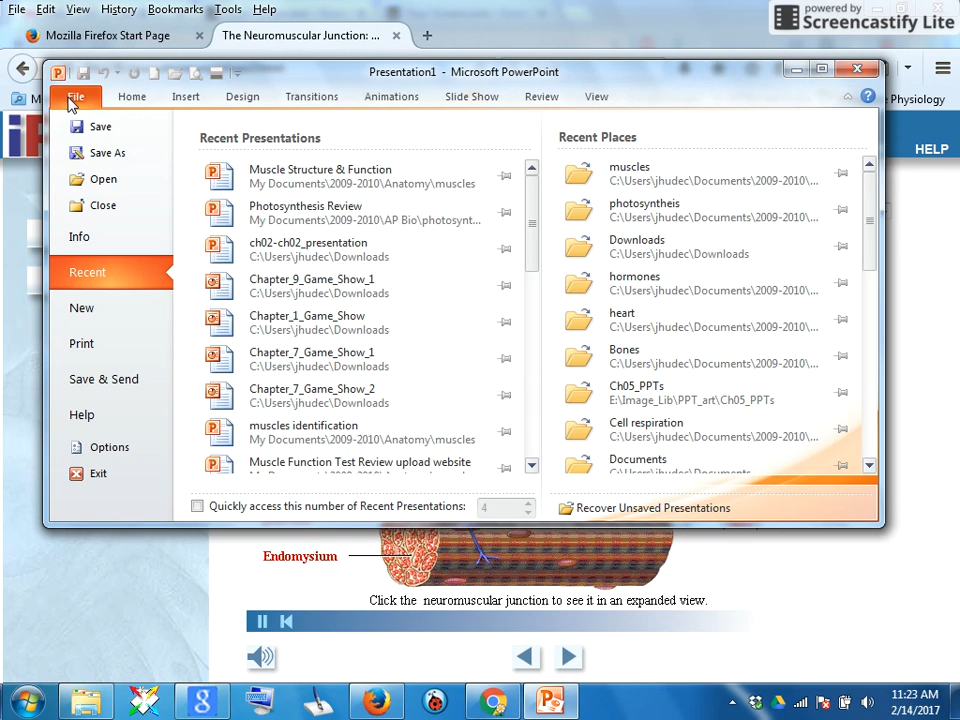 File Edit View History Bookmarks Tools Help
powered by
Screencastify Lite
Mozilla Firefox Start Page
The Neuromuscular Junction: ...
Presentation1 - Microsoft PowerPoint
File Home Insert Design Transitions Animations Slide Show Review View
Physiology
HELP
Save
Save As
Open
Close
Info
Recent
New
Print
Save & Send
Help
Options
Exit
Recent Presentations
Muscle Structure & Function
My Documents\2009-2010\Anatomy\muscles
Photosynthesis Review
My Documents\2009-2010\AP Bio\photosynt...
ch02-ch02_presentation
C:\Users\jhudec\Downloads
Chapter_9_Game_Show_1
C:\Users\jhudec\Downloads
Chapter_1_Game_Show
C:\Users\jhudec\Downloads
Chapter_7_Game_Show_1
C:\Users\jhudec\Downloads
Chapter_7_Game_Show_2
C:\Users\jhudec\Downloads
muscles identification
My Documents\2009-2010\Anatomy\muscles
Muscle Function Test Review upload website
Quickly access this number of Recent Presentations: 4
Recent Places
muscles
C:\Users\jhudec\Documents\2009-2010\...
photosyntheis
C:\Users\jhudec\Documents\2009-2010\...
Downloads
C:\Users\jhudec\Downloads
hormones
C:\Users\jhudec\Documents\2009-2010\...
heart
C:\Users\jhudec\Documents\2009-2010\...
Bones
C:\Users\jhudec\Documents\2009-2010\...
Ch05_PPTs
E:\Image_Lib\PPT_art\Ch05_PPTs
Cell respiration
C:\Users\jhudec\Documents\2009-2010\...
Documents
C:\Users\jhudec\Documents\2009-2010\...
Recover Unsaved Presentations
Endomysium
Click the neuromuscular junction to see it in an expanded view.
11:23 AM
2/14/2017